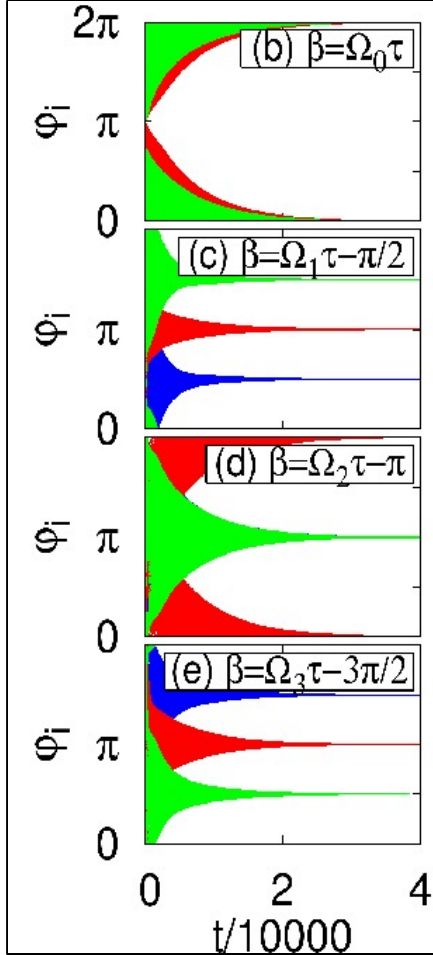 2π
(b) β=Ω₀τ
φᵢ π
0
(c) β=Ω₁τ−π/2
φᵢ π
0
(d) β=Ω₂τ−π
φᵢ π
0
(e) β=Ω₃τ−3π/2
φᵢ π
0
0 2 4
t/10000